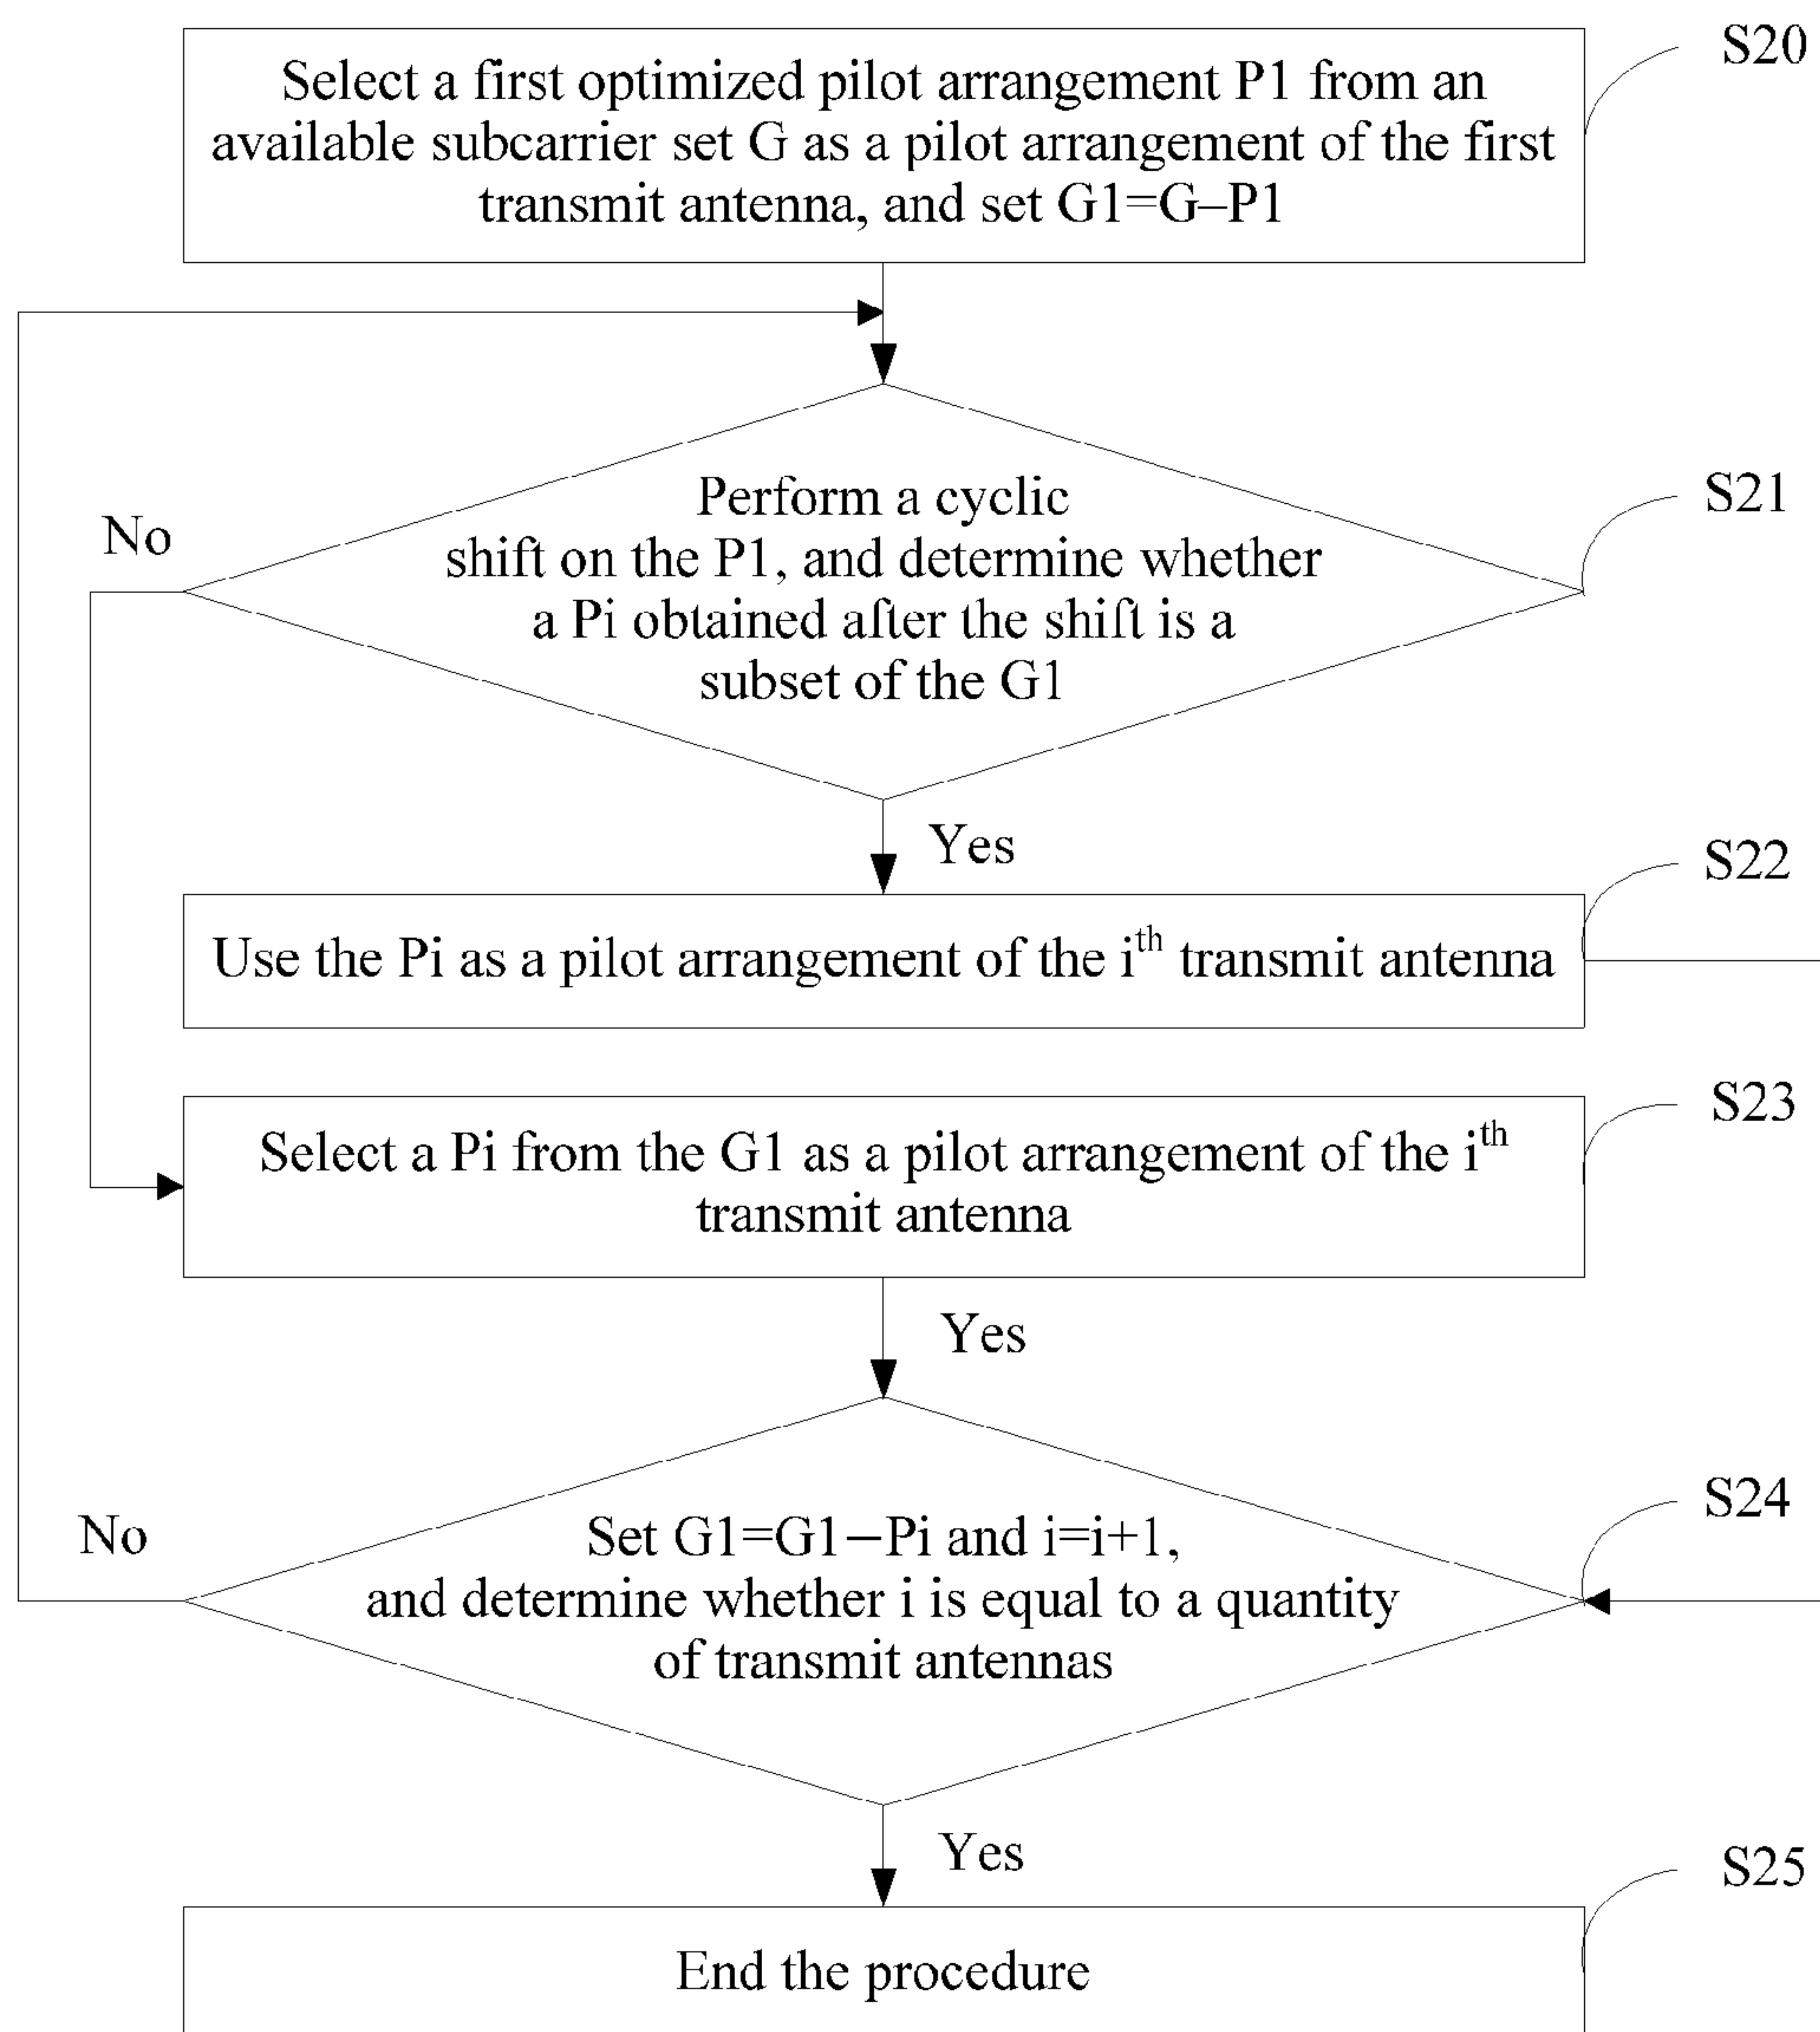 S20
Select a first optimized pilot arrangement P1 from an
available subcarrier set G as a pilot arrangement of the first
transmit antenna, and set G1=G–P1
S21
No
Perform a cyclic
shift on the P1, and determine whether
a Pi obtained after the shift is a
subset of the G1
Yes
S22
Use the Pi as a pilot arrangement of the i^th transmit antenna
S23
Select a Pi from the G1 as a pilot arrangement of the i^th
transmit antenna
Yes
S24
No
Set G1=G1−Pi and i=i+1,
and determine whether i is equal to a quantity
of transmit antennas
Yes
S25
End the procedure